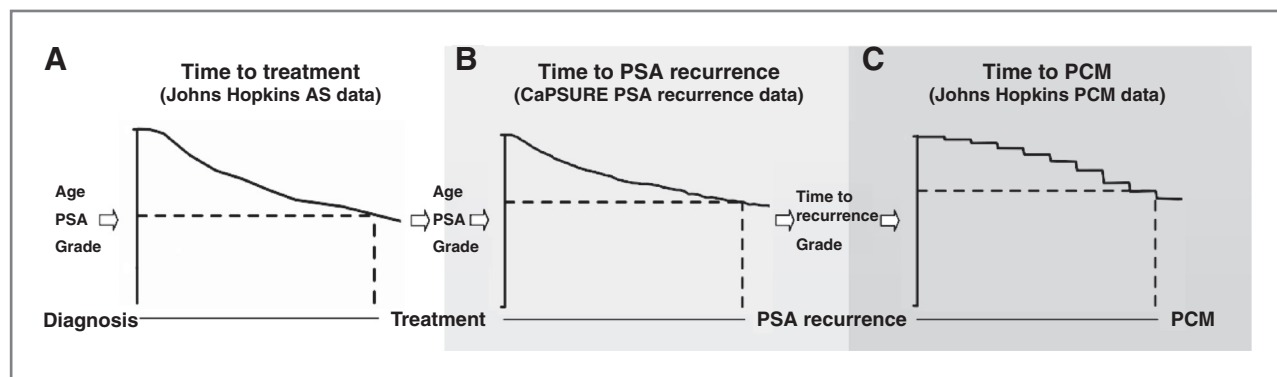 A
Time to treatment
(Johns Hopkins AS data)
Age
PSA
Grade
B
Time to PSA recurrence
(CaPSURE PSA recurrence data)
Age
PSA
Grade
C
Time to PCM
(Johns Hopkins PCM data)
Time to
recurrence
Grade
Diagnosis
Treatment
PSA recurrence
PCM